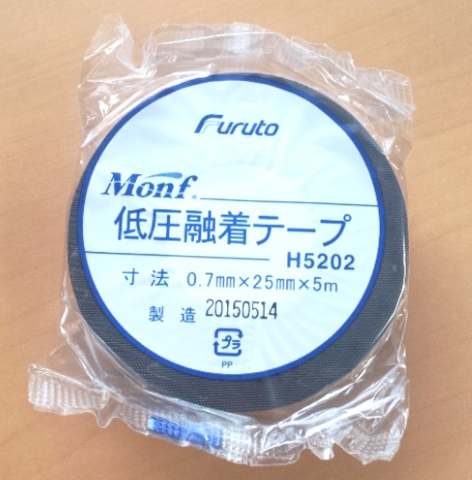 Furuto
Monf®
低圧融着テープ
H5202
寸法 0.7mm×25mm×5m
製造 20150514
プラ
PP